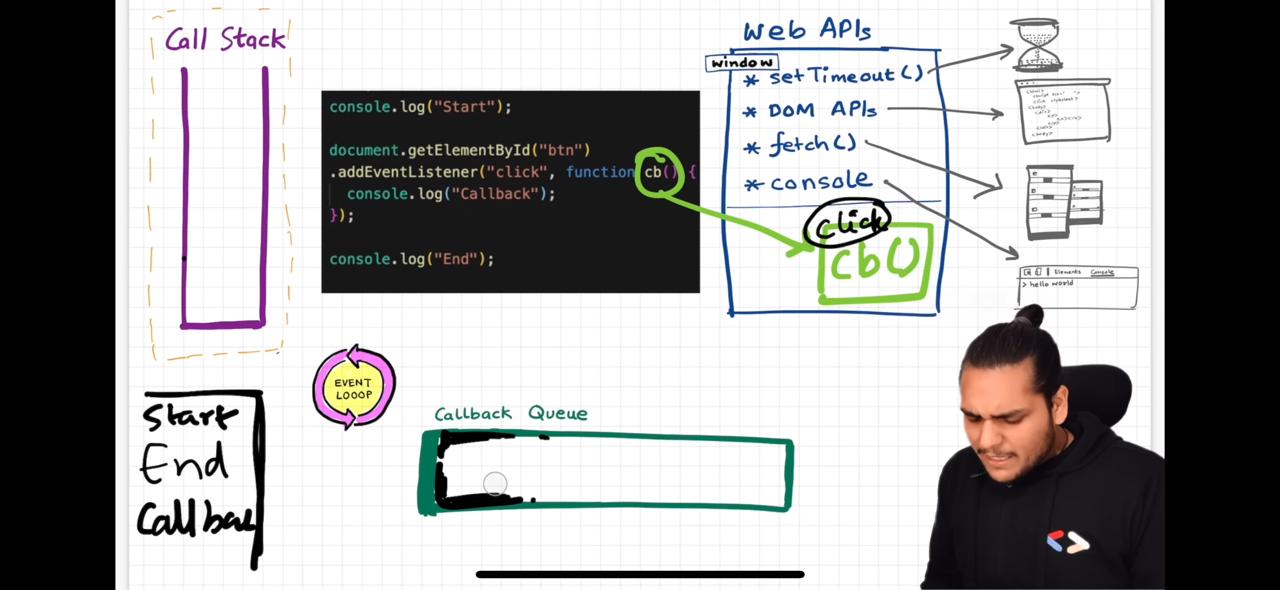 Call Stack
console.log("Start");
document.getElementById("btn")
.addEventListener("click", function cb() {
console.log("Callback");
});
console.log("End");
Web APIs
window
* setTimeout()
* DOM APIs
* fetch()
* console
click
cb()
Elements Console
> hello world
EVENT
LOOOP
Callback Queue
Start
End
Callbac